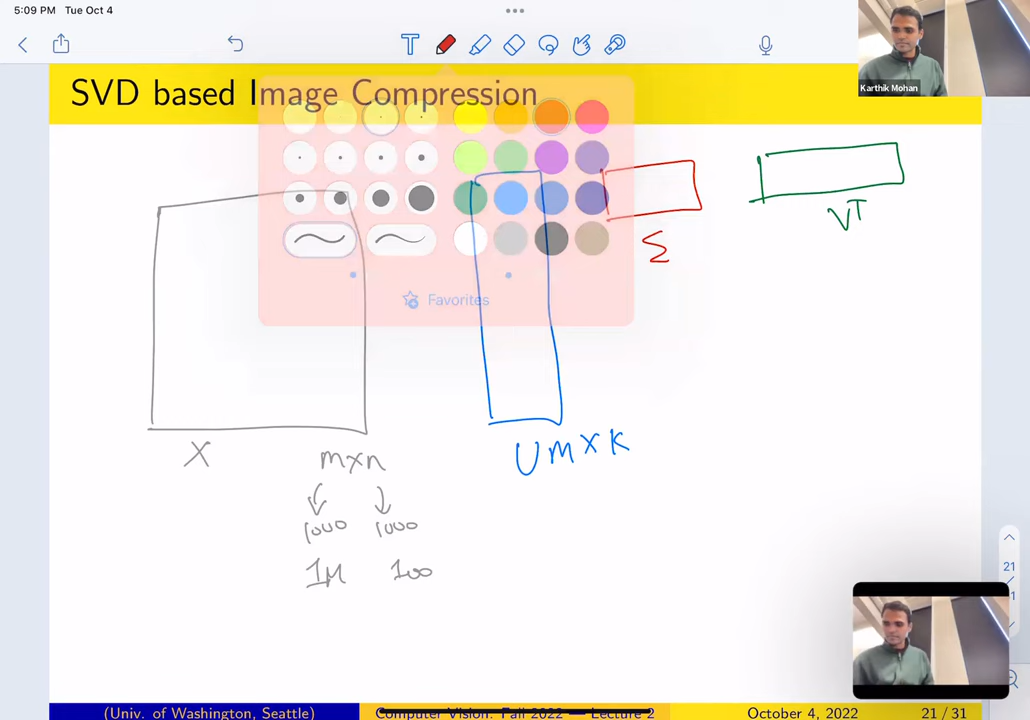 5:09 PM Tue Oct 4
SVD based Image Compression
Karthik Mohan
Favorites
Σ
VT
X
m×n
U m×k
1000 1000
1M 100
21
(Univ. of Washington, Seattle)
Computer Vision: Fall 2022 — Lecture 2
October 4, 2022
21 / 31